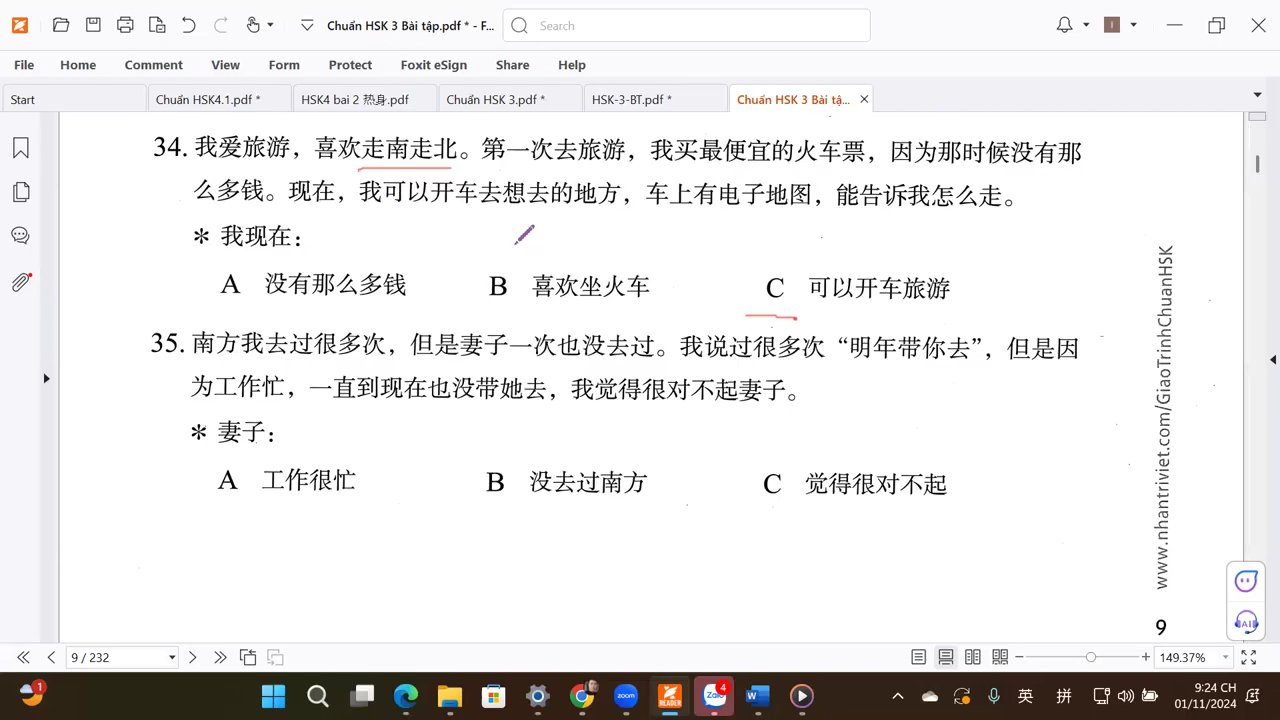 Chuẩn HSK 3 Bài tập.pdf * - F...
Search
I
File Home Comment View Form Protect Foxit eSign Share Help
Start
Chuẩn HSK4.1.pdf *
HSK4 bai 2 热身.pdf
Chuẩn HSK 3.pdf *
HSK-3-BT.pdf *
Chuẩn HSK 3 Bài tậ...
34. 我爱旅游，喜欢走南走北。第一次去旅游，我买最便宜的火车票，因为那时候没有那
么多钱。现在，我可以开车去想去的地方，车上有电子地图，能告诉我怎么走。
* 我现在：
A 没有那么多钱 B 喜欢坐火车 C 可以开车旅游
35. 南方我去过很多次，但是妻子一次也没去过。我说过很多次“明年带你去”，但是因
为工作忙，一直到现在也没带她去，我觉得很对不起妻子。
* 妻子：
A 工作很忙 B 没去过南方 C 觉得很对不起
www.nhantriviet.com/GiaoTrinhChuanHSK
9
AI
9 / 232
149.37%
1
zoom
READER
Zalo
4
W
英
拼
9:24 CH
01/11/2024